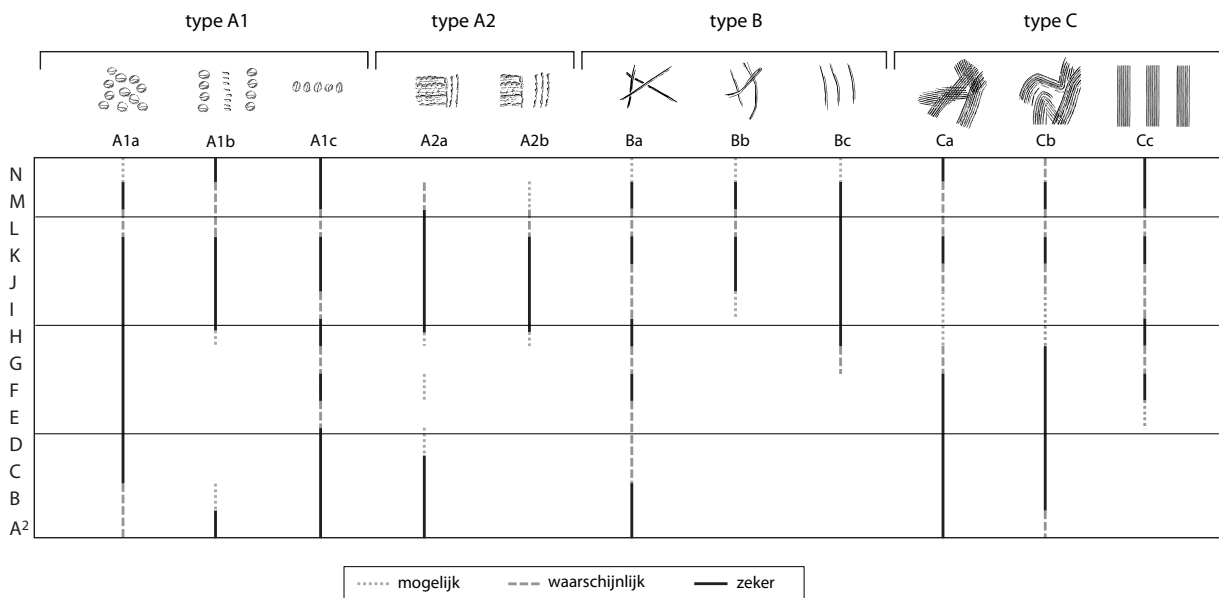 type A1 type A2 type B type C
A1a A1b A1c A2a A2b Ba Bb Bc Ca Cb Cc
N
M
L
K
J
I
H
G
F
E
D
C
B
A²
mogelijk waarschijnlijk zeker